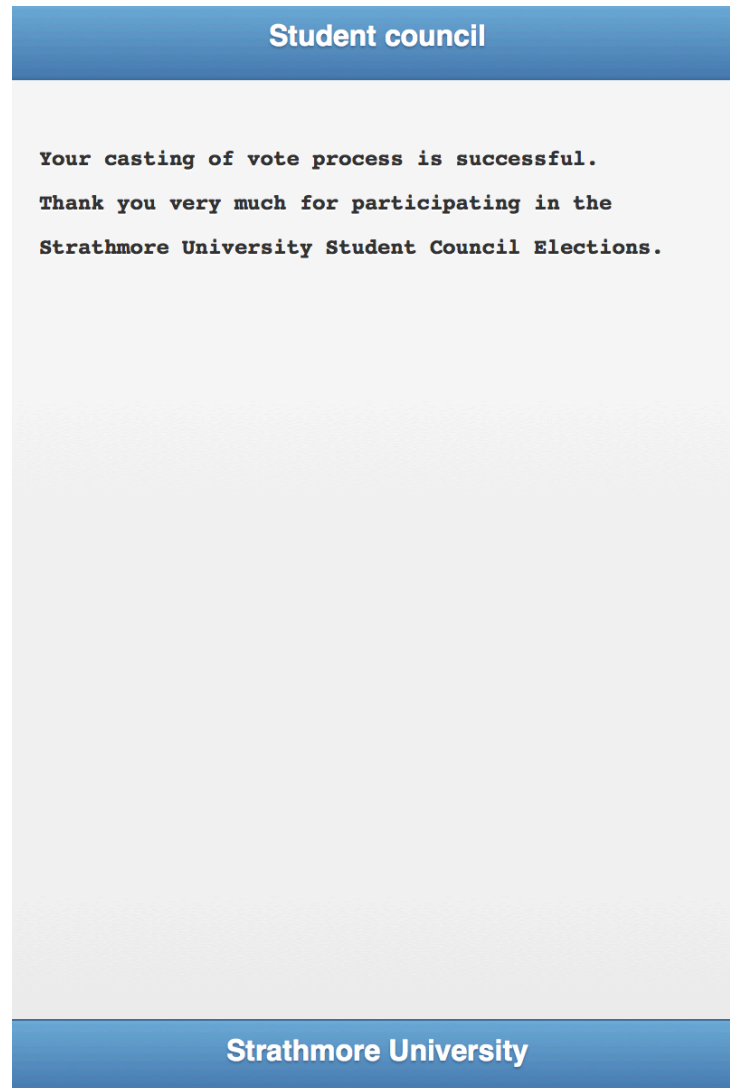 Student council
Your casting of vote process is successful.
Thank you very much for participating in the
Strathmore University Student Council Elections.
Strathmore University